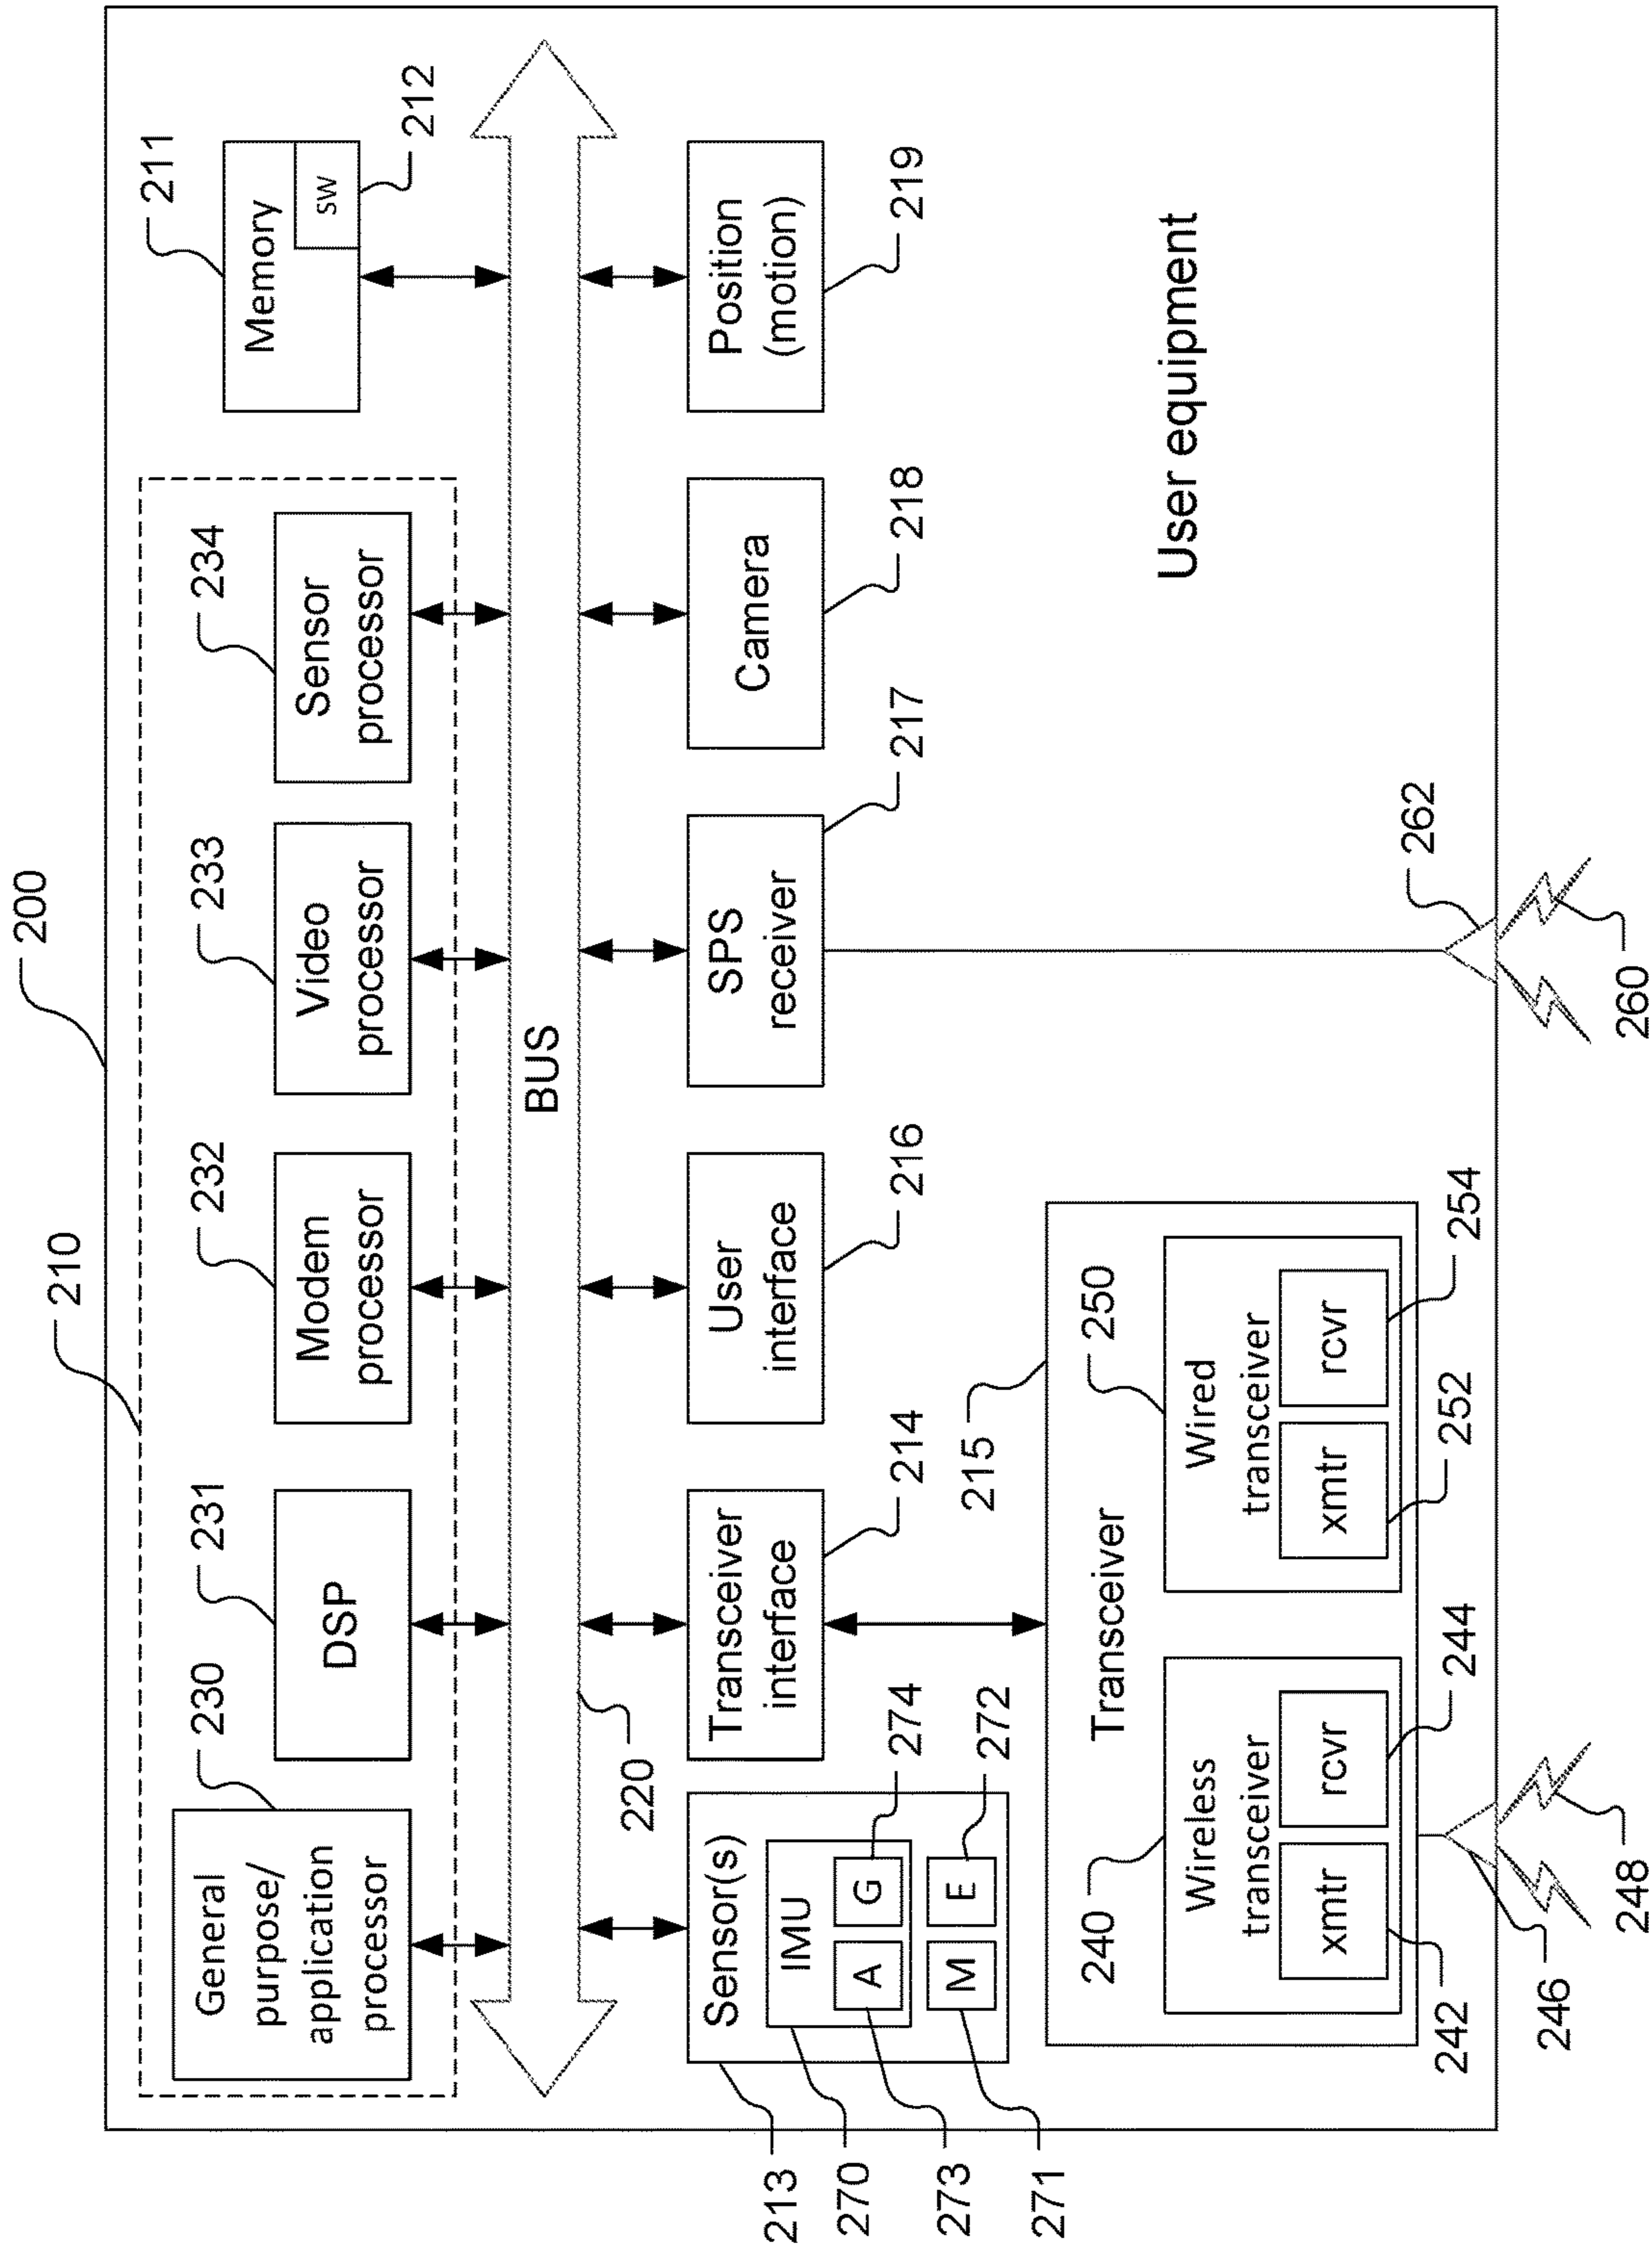 200
210
230
231
232
233
234
211
General
purpose/
application
processor
DSP
Modem
processor
Video
processor
Sensor
processor
Memory
sw
212
BUS
220
213
Sensor(s)
IMU
A
G
M
E
270
273
271
274
272
Transceiver
interface
214
User
interface
216
SPS
receiver
217
Camera
218
Position
(motion)
219
215
Transceiver
240
Wireless
transceiver
xmtr
rcvr
242
244
250
Wired
transceiver
xmtr
rcvr
252
254
246
248
262
260
User equipment